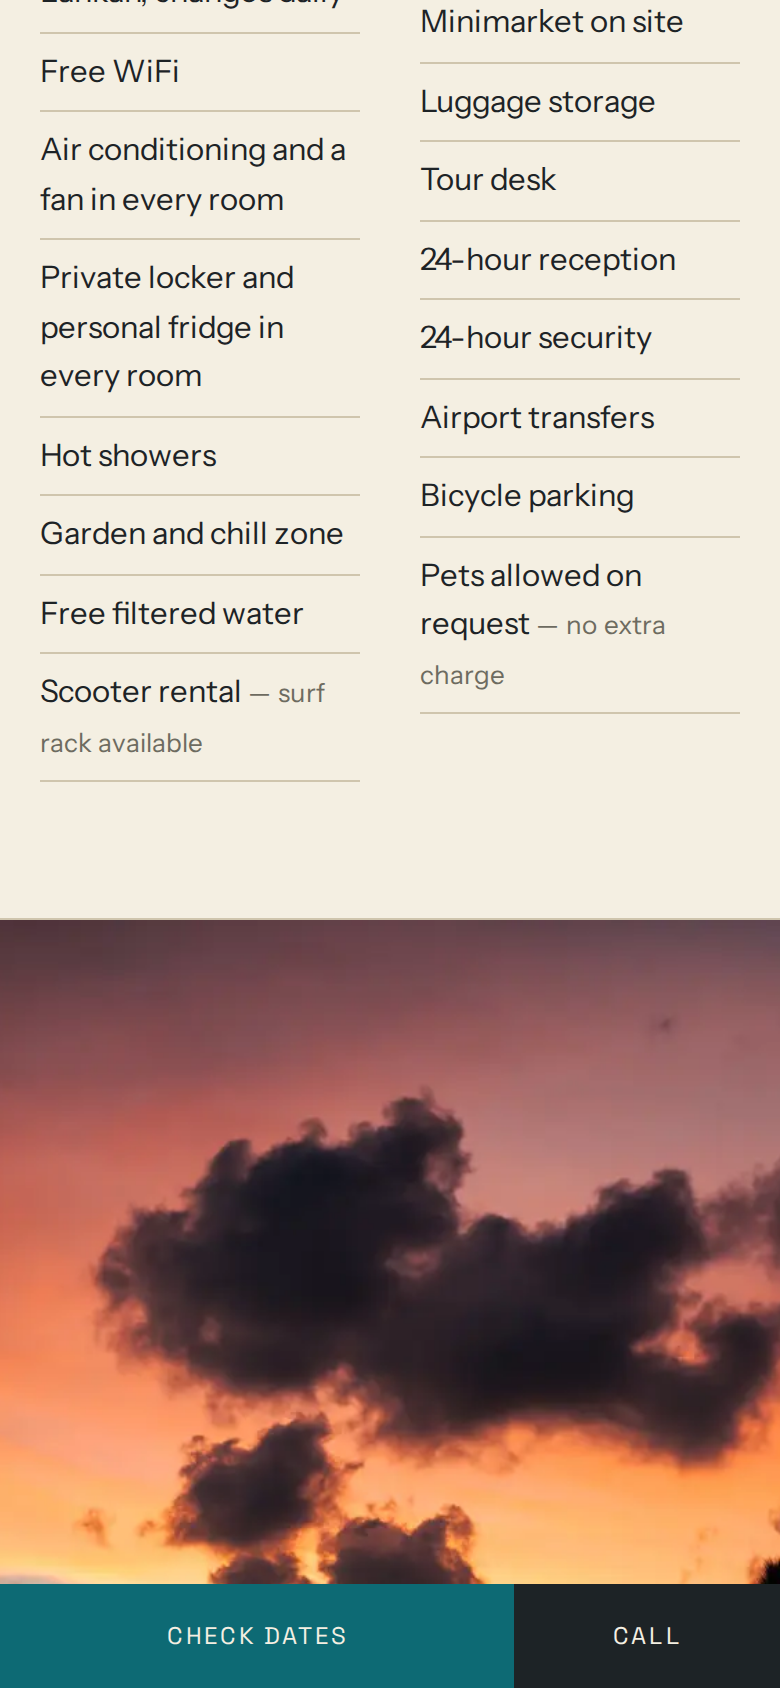 Lankan, changes daily
Free WiFi
Air conditioning and a
fan in every room
Private locker and
personal fridge in
every room
Hot showers
Garden and chill zone
Free filtered water
Scooter rental — surf
rack available
Minimarket on site
Luggage storage
Tour desk
24-hour reception
24-hour security
Airport transfers
Bicycle parking
Pets allowed on
request — no extra
charge
CHECK DATES
CALL